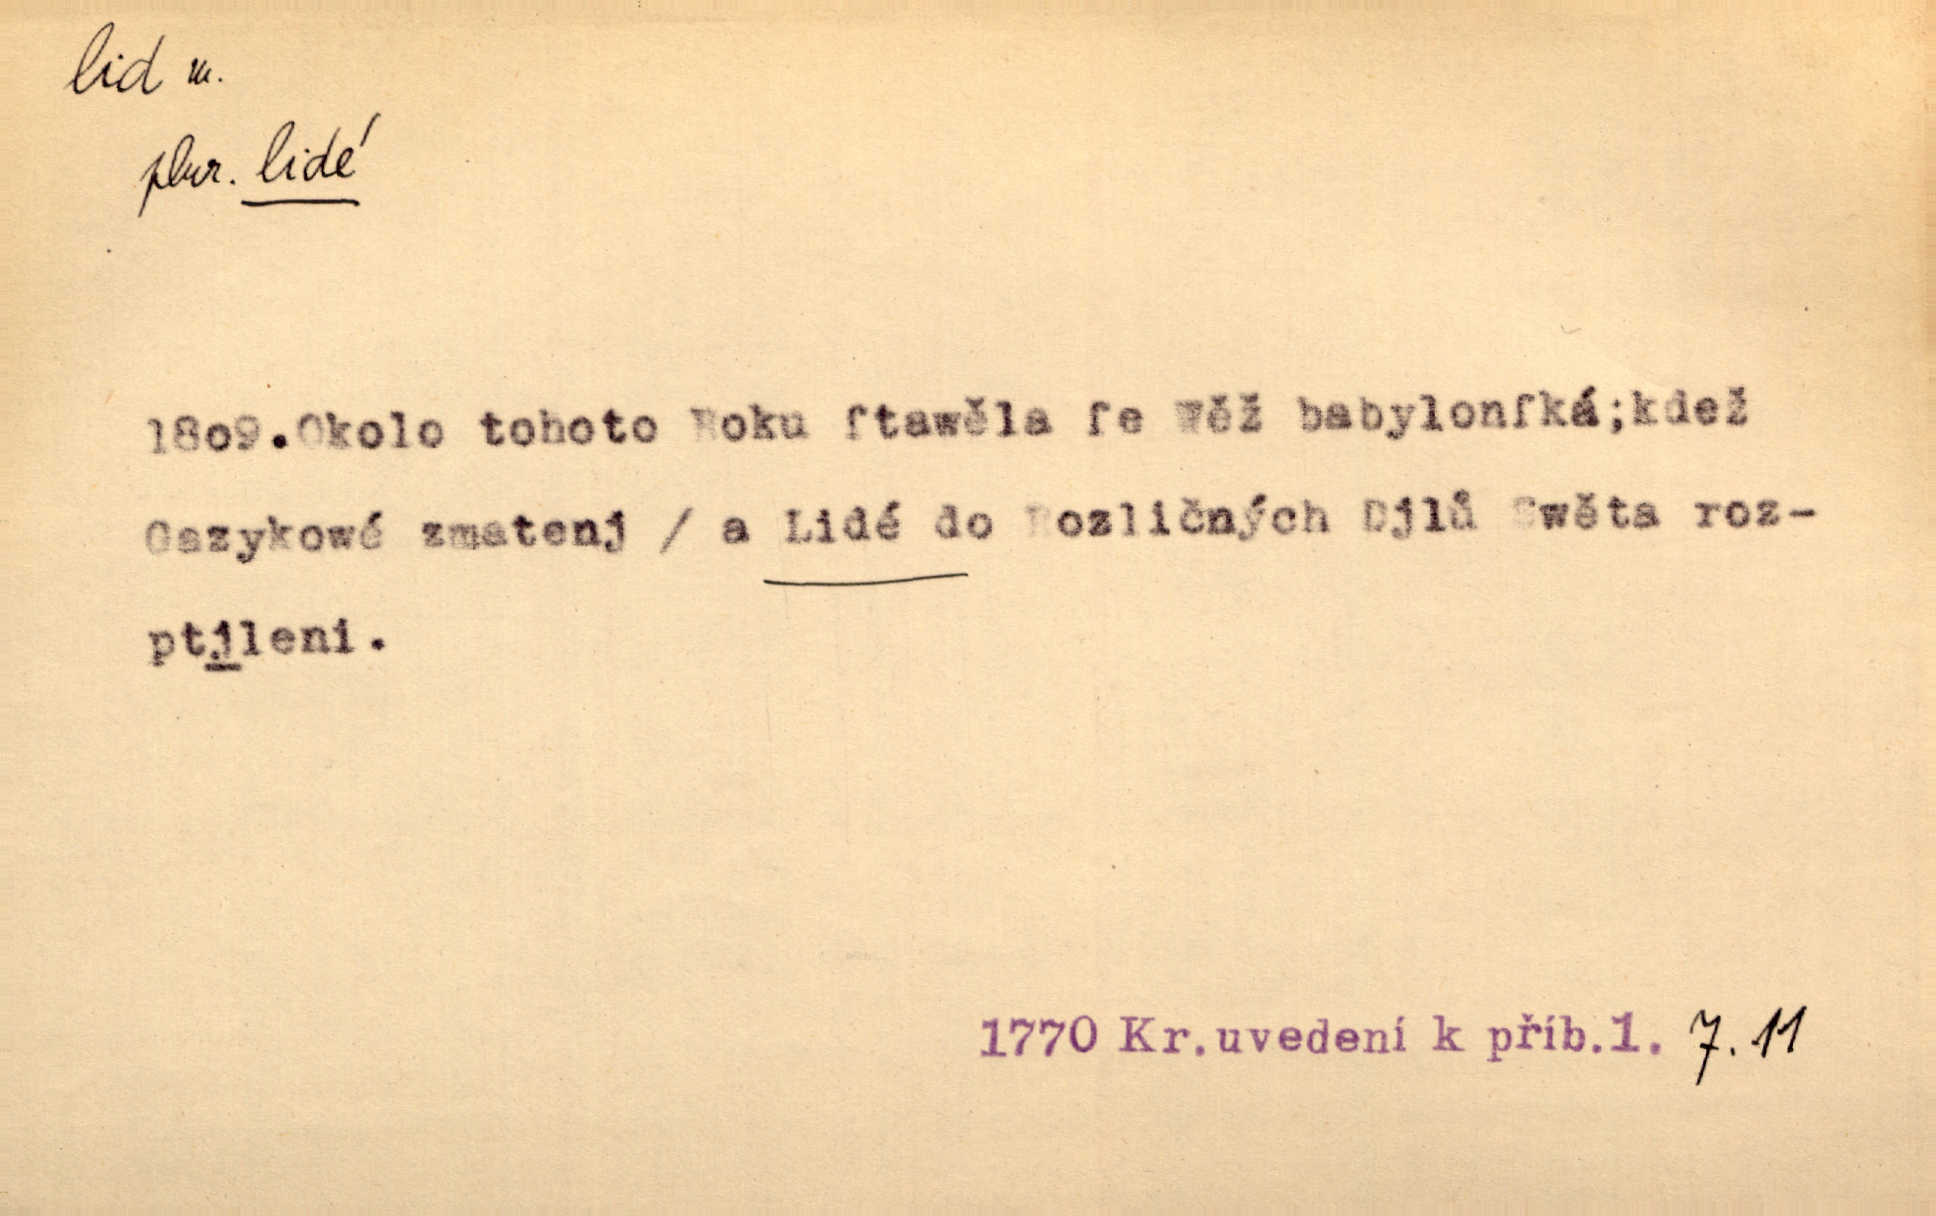 lid m.
plur. lidé
18o9.Okolo tohoto Roku ſtawěla ſe Wěž babylonſká;kdež
Gazykowé zmatenj / a Lidé do Rozličných Djlů Swěta roz-
ptjleni.
1770 Kr.uvedení k příb.1. 7. 11